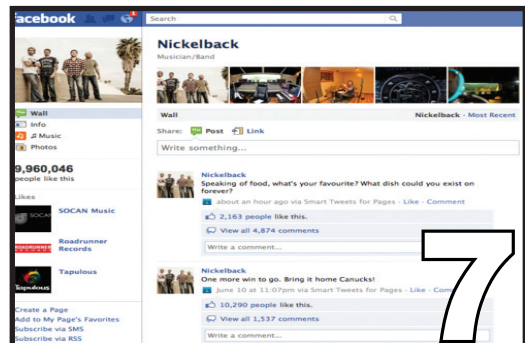 facebook
1
Search
Nickelback
Musician/Band
Wall
Info
Music
Photos
9,960,046
people like this
Likes
SOCAN
SOCAN Music
ROADRUNNER
Roadrunner
Records
Tapulous
Tapulous
Create a Page
Add to My Page's Favorites
Subscribe via SMS
Subscribe via RSS
Wall
Nickelback · Most Recent
Share: Post Link
Write something...
Nickelback
Speaking of food, what's your favourite? What dish could you exist on
forever?
about an hour ago via Smart Tweets for Pages · Like · Comment
2,163 people like this.
View all 4,874 comments
Write a comment...
Nickelback
One more win to go. Bring it home Canucks!
June 10 at 11:07pm via Smart Tweets for Pages · Like · Com
10,290 people like this.
View all 1,537 comments
Write a comment...
7